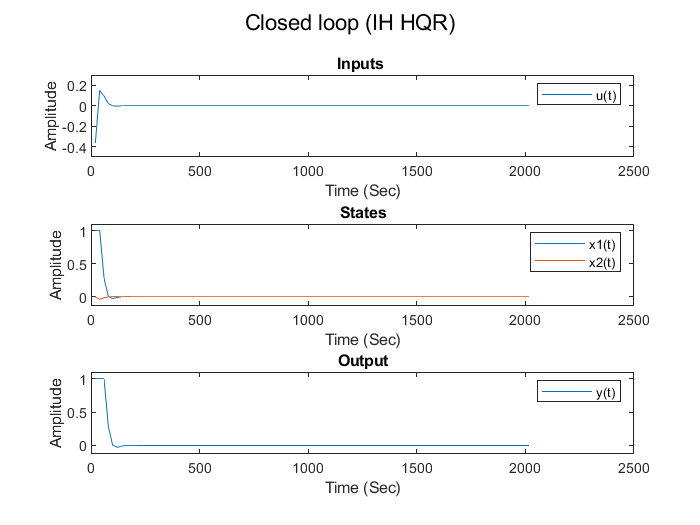 Closed loop (IH HQR)
Inputs
0.2
0
-0.2
-0.4
Amplitude
u(t)
0 500 1000 1500 2000 2500
Time (Sec)
States
1
0.5
0
Amplitude
x1(t)
x2(t)
0 500 1000 1500 2000 2500
Time (Sec)
Output
1
0.5
0
Amplitude
y(t)
0 500 1000 1500 2000 2500
Time (Sec)